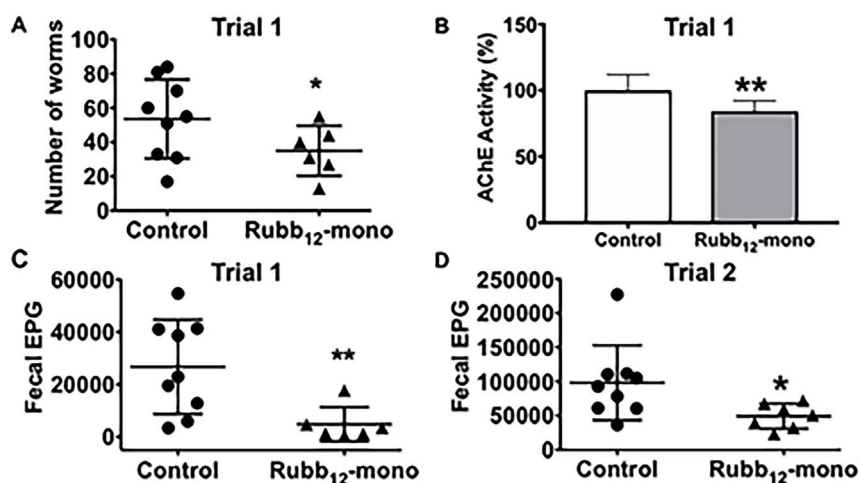 A
Trial 1
Number of worms
100
80
60
40
20
0
*
Control
Rubb12-mono
B
Trial 1
AChE Activity (%)
150
100
50
0
**
Control
Rubb12-mono
C
Trial 1
Fecal EPG
60000
40000
20000
0
**
Control
Rubb12-mono
D
Trial 2
Fecal EPG
250000
200000
150000
100000
50000
0
*
Control
Rubb12-mono